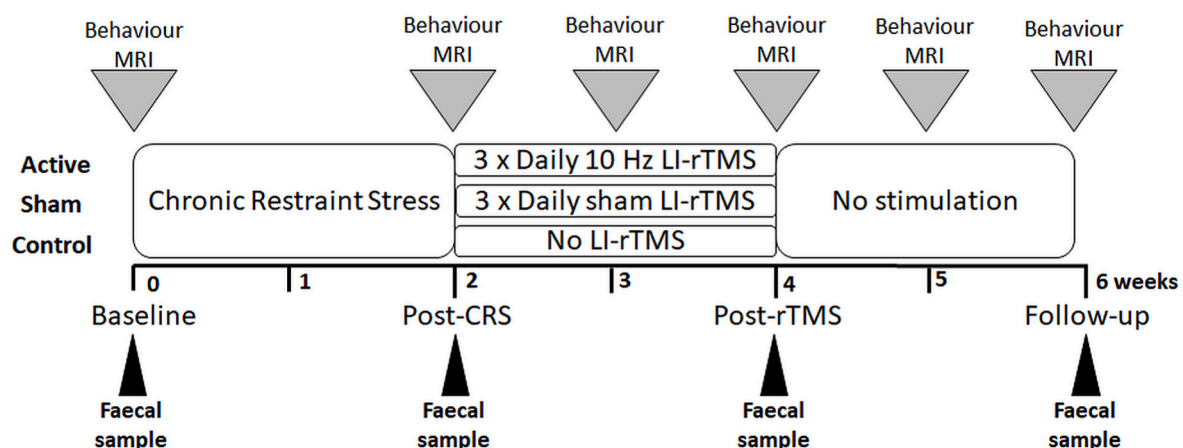 Behaviour
MRI
Behaviour
MRI
Behaviour
MRI
Behaviour
MRI
Behaviour
MRI
Behaviour
MRI
Active
Sham
Control
Chronic Restraint Stress
3 x Daily 10 Hz LI-rTMS
3 x Daily sham LI-rTMS
No LI-rTMS
No stimulation
0
1
2
3
4
5
6 weeks
Baseline
Post-CRS
Post-rTMS
Follow-up
Faecal
sample
Faecal
sample
Faecal
sample
Faecal
sample